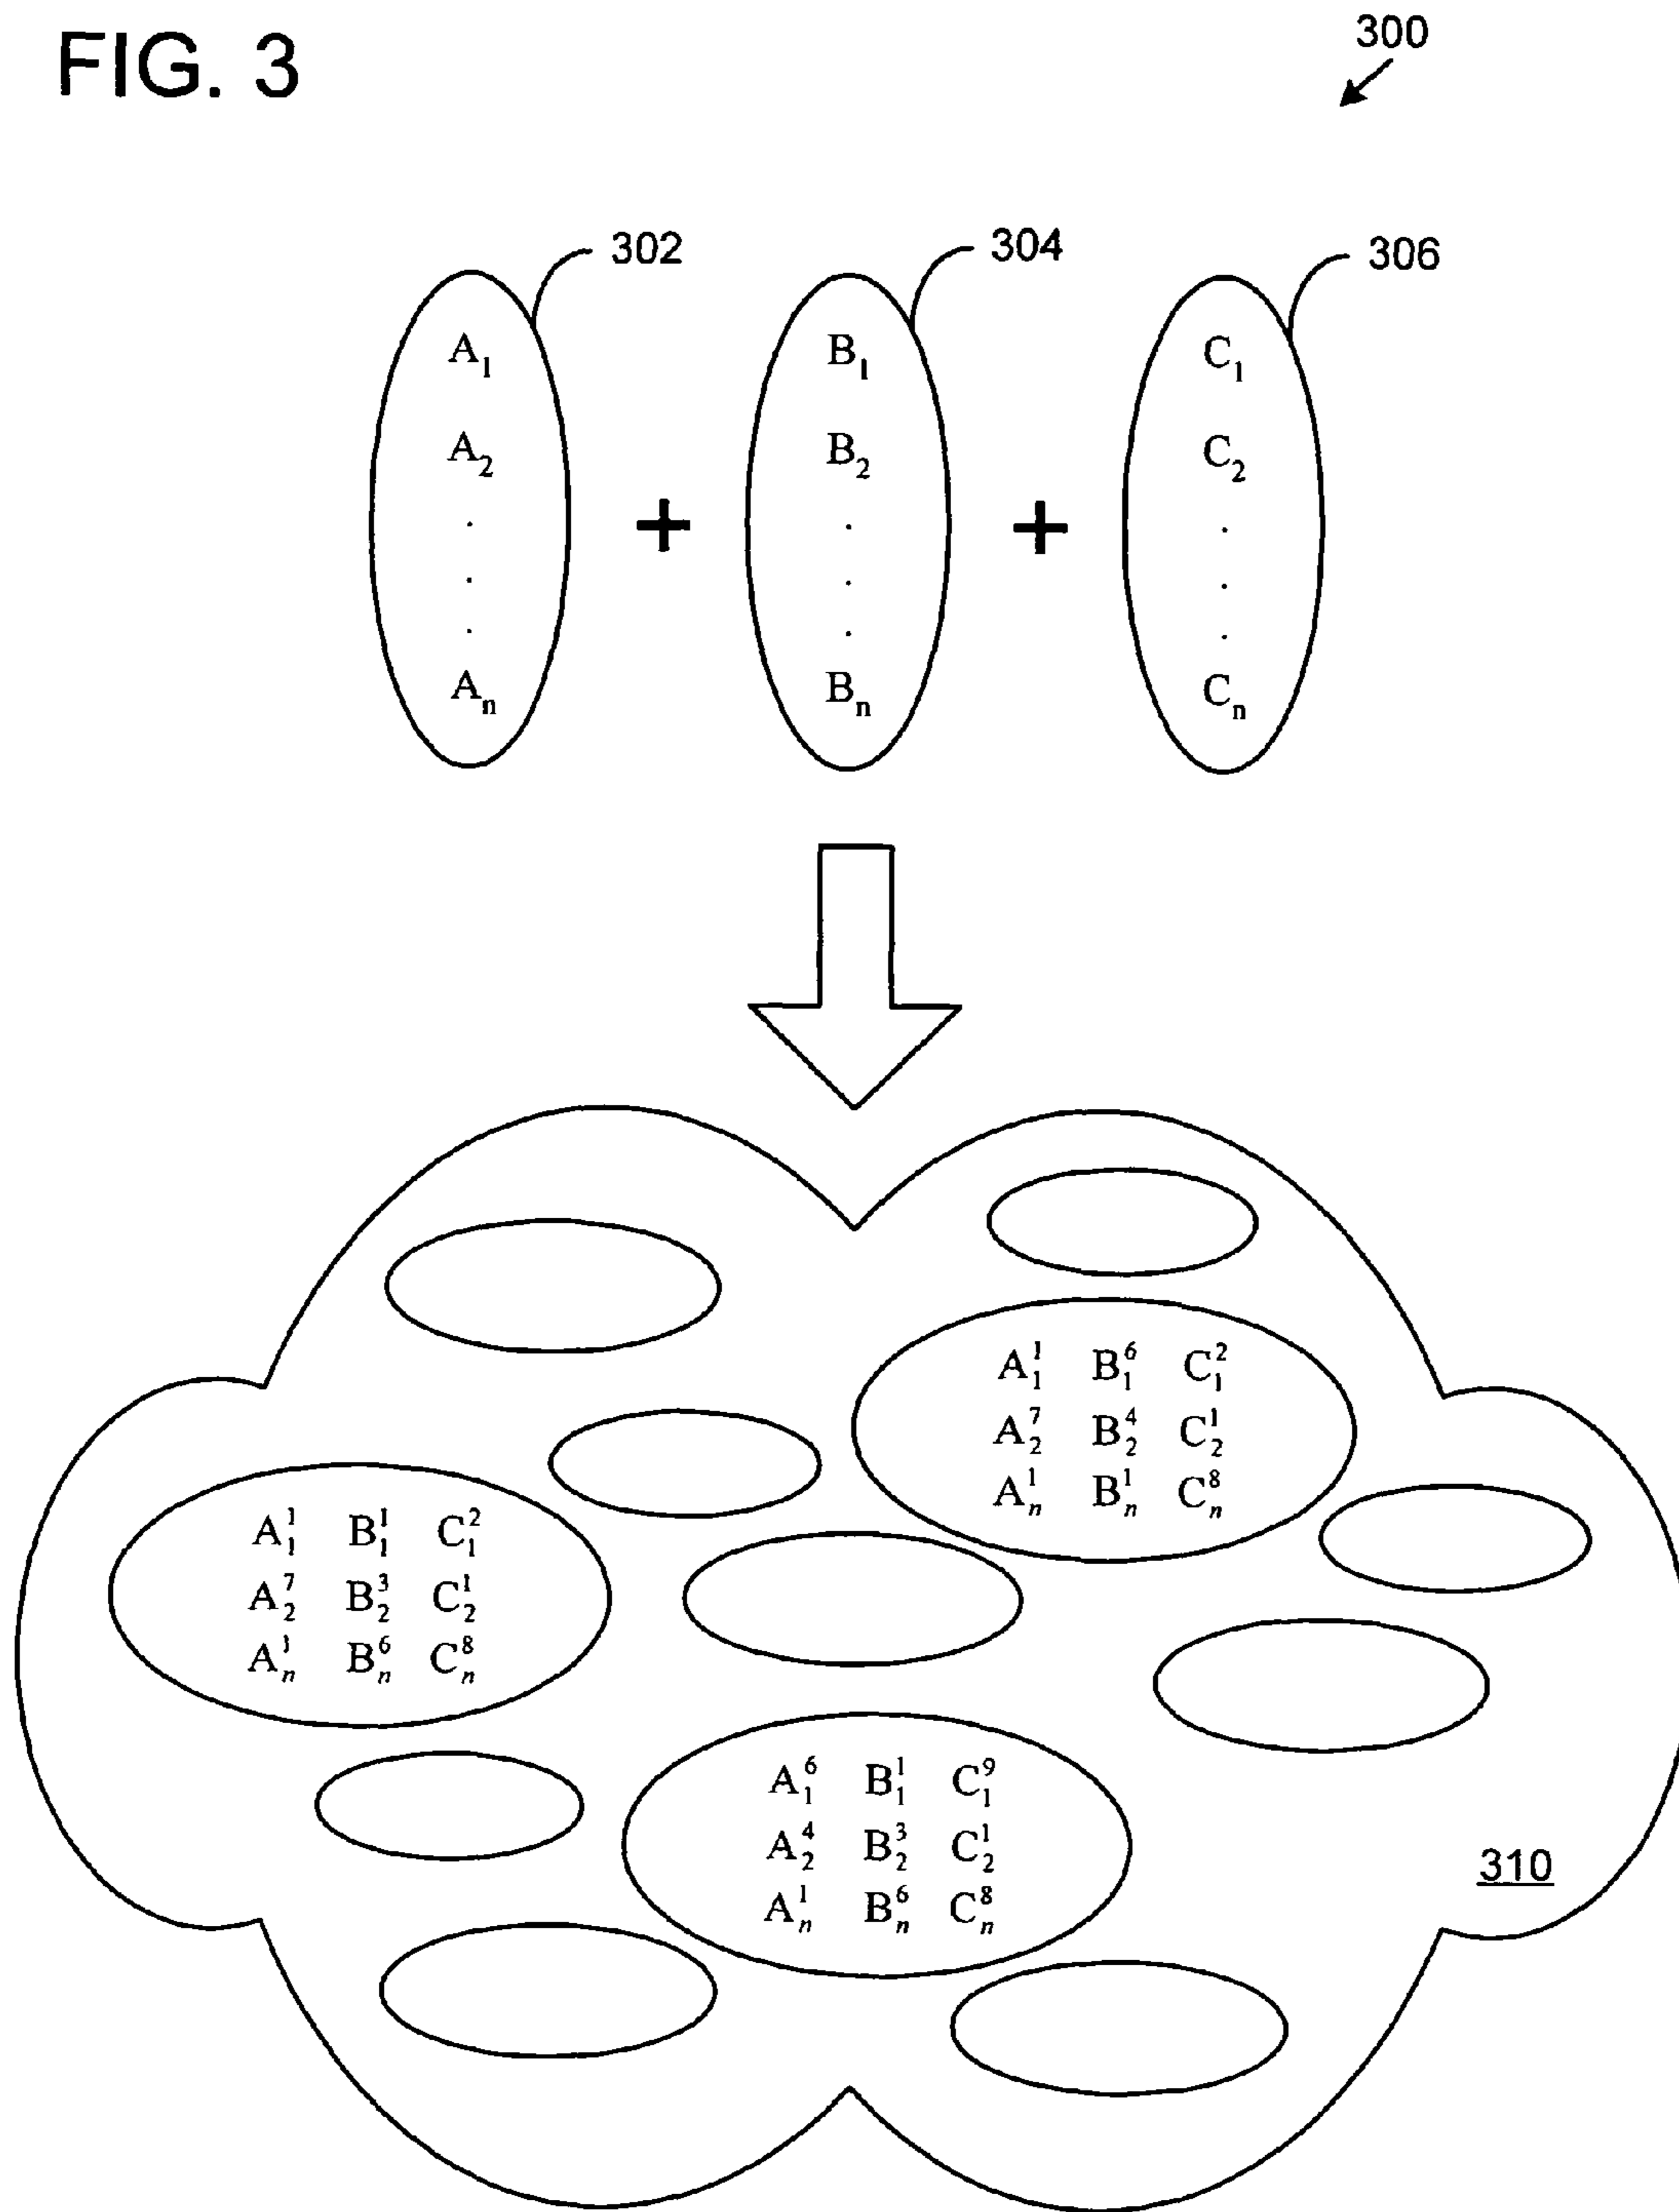 FIG. 3
300
302 304 306
A₁ B₁ C₁
A₂ B₂ C₂
. . .
. . .
. . .
Aₙ Bₙ Cₙ
+ +
A₁¹ B₁⁶ C₁²
A₂⁷ B₂⁴ C₂¹
Aₙ¹ Bₙ¹ Cₙ⁸
A₁¹ B₁¹ C₁²
A₂⁷ B₂³ C₂¹
Aₙ¹ Bₙ⁶ Cₙ⁸
A₁⁶ B₁¹ C₁⁹
A₂⁴ B₂³ C₂¹
Aₙ¹ Bₙ⁶ Cₙ⁸
310